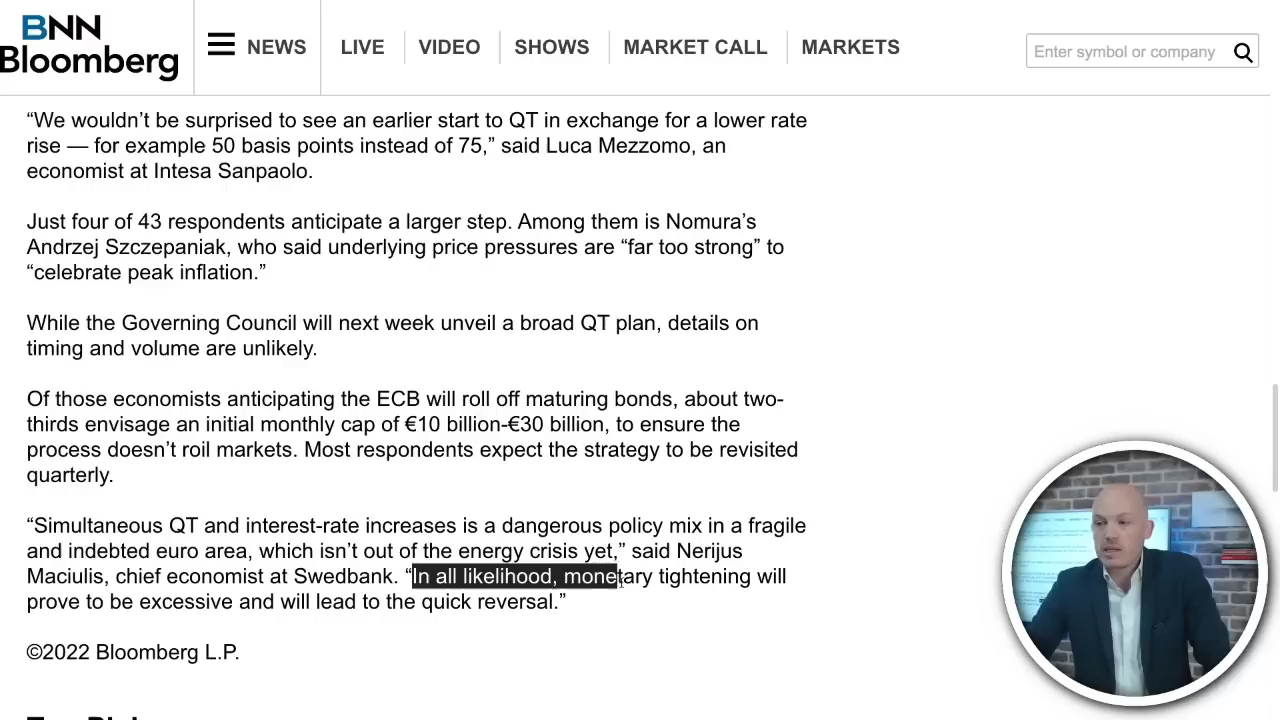 BNN
Bloomberg
NEWS
LIVE
VIDEO
SHOWS
MARKET CALL
MARKETS
Enter symbol or company
“We wouldn’t be surprised to see an earlier start to QT in exchange for a lower rate
rise — for example 50 basis points instead of 75,” said Luca Mezzomo, an
economist at Intesa Sanpaolo.
Just four of 43 respondents anticipate a larger step. Among them is Nomura’s
Andrzej Szczepaniak, who said underlying price pressures are “far too strong” to
“celebrate peak inflation.”
While the Governing Council will next week unveil a broad QT plan, details on
timing and volume are unlikely.
Of those economists anticipating the ECB will roll off maturing bonds, about two-
thirds envisage an initial monthly cap of €10 billion-€30 billion, to ensure the
process doesn’t roil markets. Most respondents expect the strategy to be revisited
quarterly.
“Simultaneous QT and interest-rate increases is a dangerous policy mix in a fragile
and indebted euro area, which isn’t out of the energy crisis yet,” said Nerijus
Maciulis, chief economist at Swedbank. “In all likelihood, monetary tightening will
prove to be excessive and will lead to the quick reversal.”
©2022 Bloomberg L.P.